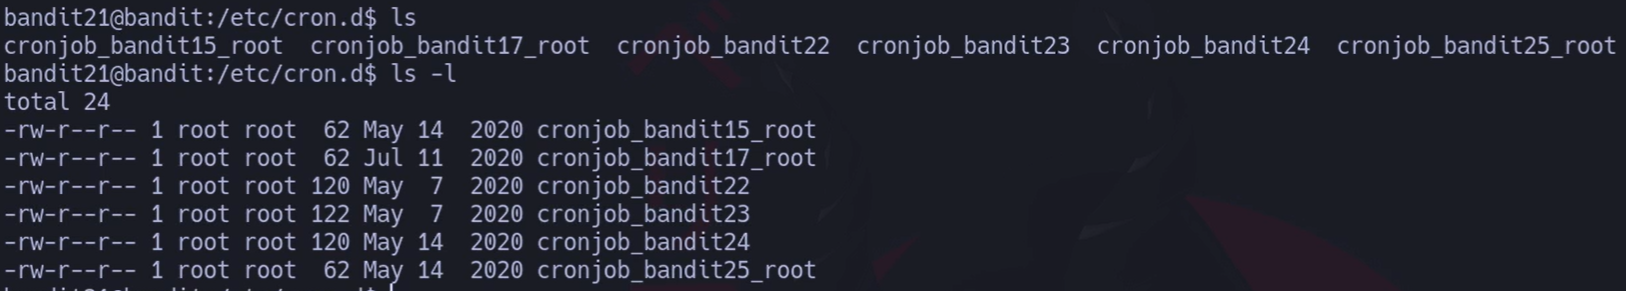 bandit21@bandit:/etc/cron.d$ ls
cronjob_bandit15_root  cronjob_bandit17_root  cronjob_bandit22  cronjob_bandit23  cronjob_bandit24  cronjob_bandit25_root
bandit21@bandit:/etc/cron.d$ ls -l
total 24
-rw-r--r-- 1 root root  62 May 14  2020 cronjob_bandit15_root
-rw-r--r-- 1 root root  62 Jul 11  2020 cronjob_bandit17_root
-rw-r--r-- 1 root root 120 May  7  2020 cronjob_bandit22
-rw-r--r-- 1 root root 122 May  7  2020 cronjob_bandit23
-rw-r--r-- 1 root root 120 May 14  2020 cronjob_bandit24
-rw-r--r-- 1 root root  62 May 14  2020 cronjob_bandit25_root